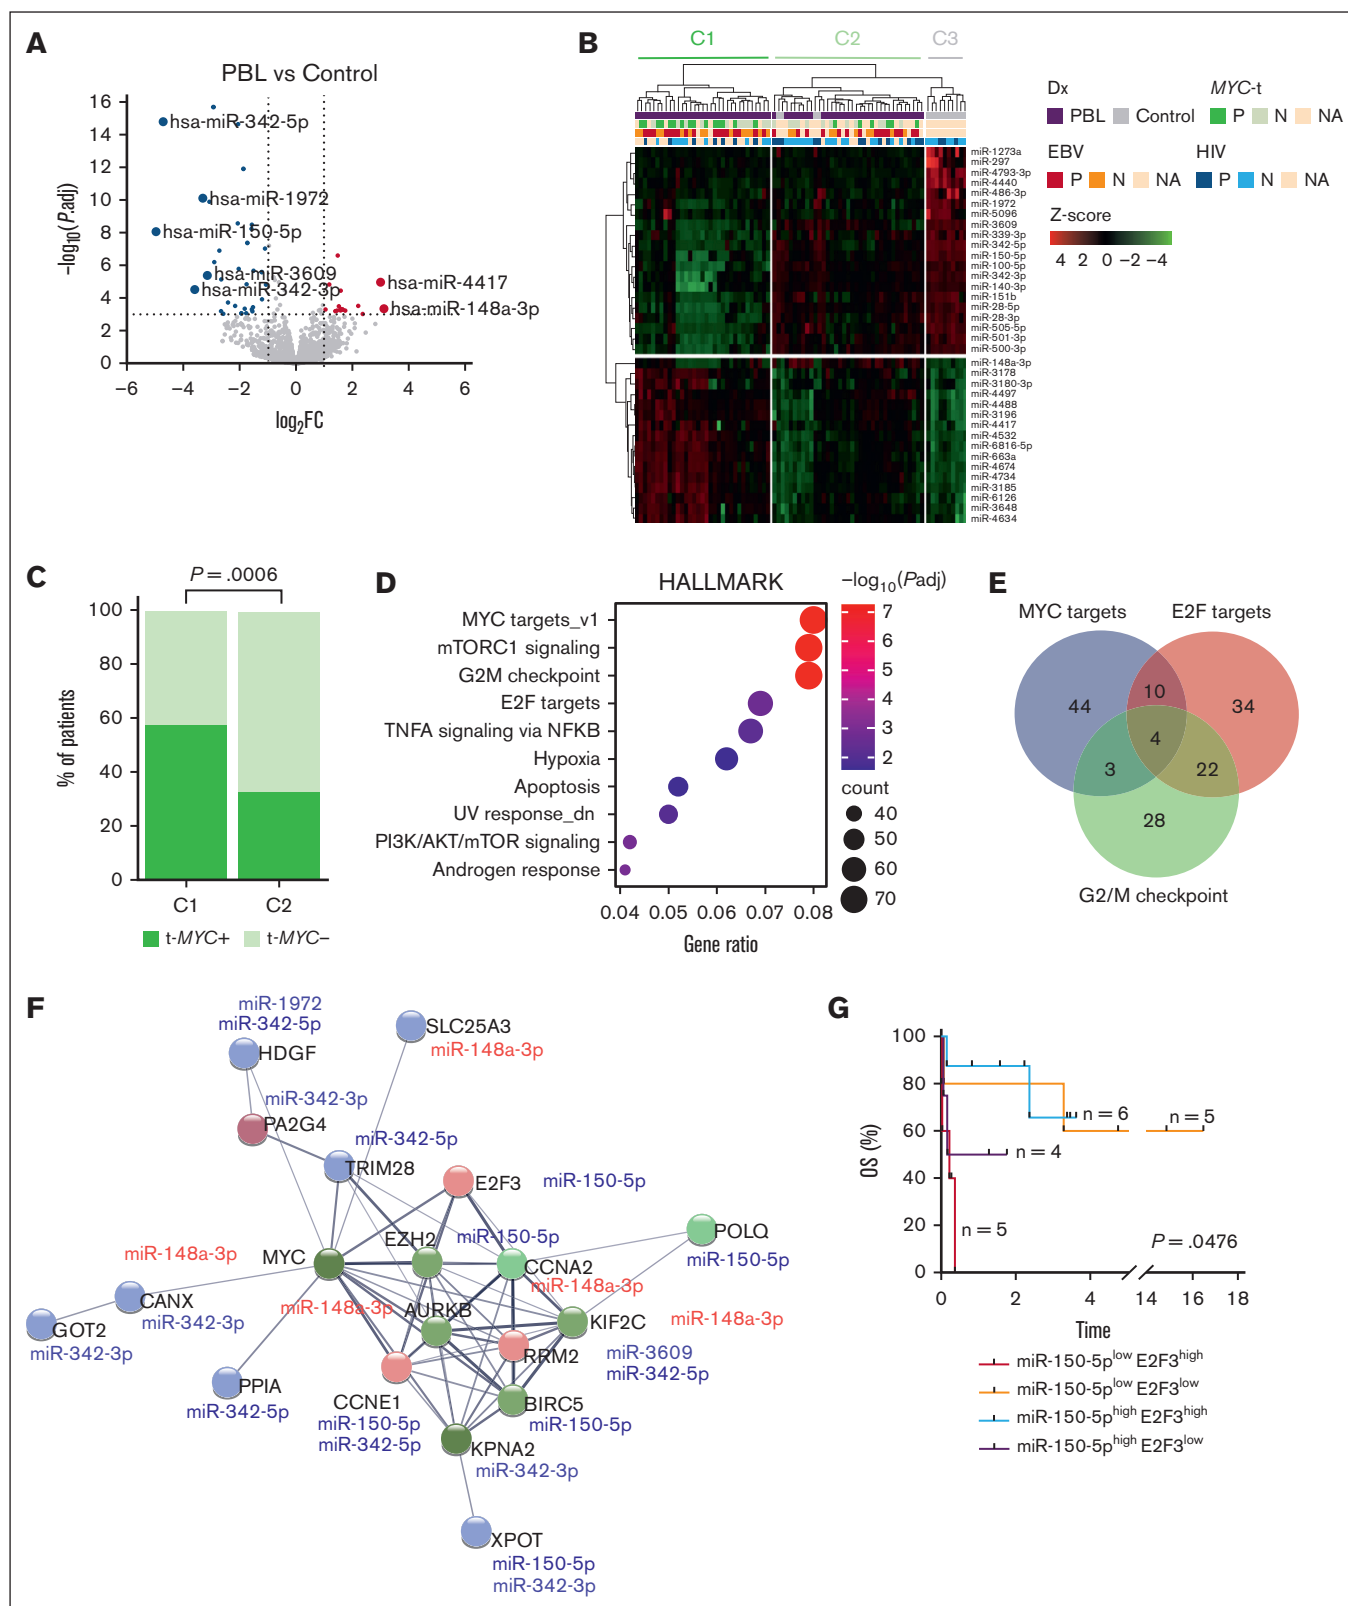 A
PBL vs Control
16
14
12
10
8
6
4
2
0
–log10(P.adj)
hsa-miR-342-5p
hsa-miR-1972
hsa-miR-150-5p
hsa-miR-3609
hsa-miR-342-3p
hsa-miR-4417
hsa-miR-148a-3p
–6 –4 –2 0 2 4 6
log2FC
B
C1 C2 C3
miR-1273a
miR-297
miR-4793-3p
miR-4440
miR-486-3p
miR-1972
miR-5096
miR-3609
miR-339-3p
miR-342-5p
miR-150-5p
miR-100-5p
miR-342-3p
miR-140-3p
miR-151b
miR-28-5p
miR-28-3p
miR-505-5p
miR-501-3p
miR-500-3p
miR-148a-3p
miR-3178
miR-3180-3p
miR-4497
miR-4488
miR-3196
miR-4417
miR-4532
miR-6816-5p
miR-663a
miR-4674
miR-4734
miR-3185
miR-6126
miR-3648
miR-4634
Dx MYC-t
PBL Control P N NA
EBV HIV
P N NA P N NA
Z-score
4 2 0 –2 –4
C
P = .0006
100
80
60
40
20
0
% of patients
C1 C2
t-MYC+ t-MYC–
D
HALLMARK
MYC targets_v1
mTORC1 signaling
G2M checkpoint
E2F targets
TNFA signaling via NFKB
Hypoxia
Apoptosis
UV response_dn
PI3K/AKT/mTOR signaling
Androgen response
0.04 0.05 0.06 0.07 0.08
Gene ratio
–log10(Padj)
7
6
5
4
3
2
count
40
50
60
70
E
MYC targets E2F targets
44 10 34
4
3 22
28
G2/M checkpoint
F
miR-1972
miR-342-5p
HDGF
SLC25A3
miR-148a-3p
miR-342-3p
PA2G4
miR-342-5p
TRIM28
E2F3 miR-150-5p
EZH2 miR-150-5p
POLQ
miR-150-5p
miR-148a-3p MYC
CCNA2
miR-148a-3p
CANX
miR-342-3p
miR-148a-3p AURKB
KIF2C miR-148a-3p
GOT2
miR-342-3p
RRM2
miR-3609
miR-342-5p
PPIA
miR-342-5p
CCNE1
miR-150-5p
miR-342-5p
BIRC5
miR-150-5p
KPNA2
miR-342-3p
XPOT
miR-150-5p
miR-342-3p
G
100
80
60
40
20
0
OS (%)
n = 6 n = 5
n = 4
n = 5
P = .0476
0 2 4 14 16 18
Time
miR-150-5plow E2F3high
miR-150-5plow E2F3low
miR-150-5phigh E2F3high
miR-150-5phigh E2F3low